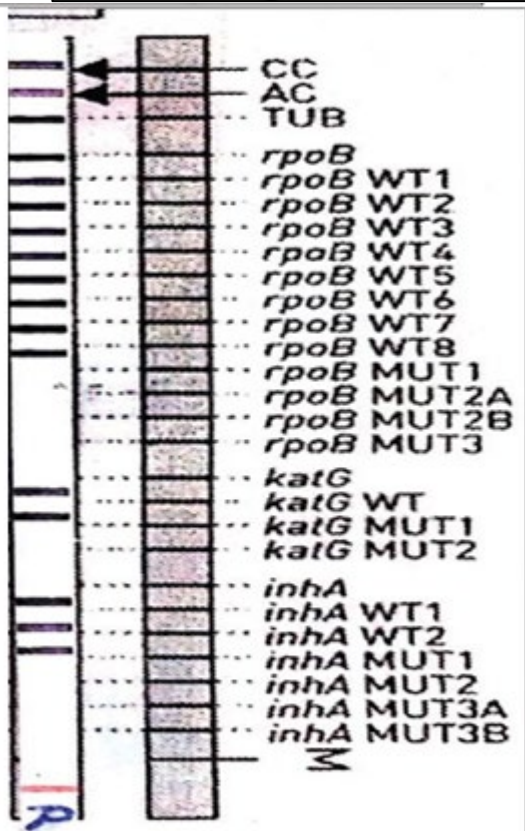 CC
AC
TUB
rpoB
rpoB WT1
rpoB WT2
rpoB WT3
rpoB WT4
rpoB WT5
rpoB WT6
rpoB WT7
rpoB WT8
rpoB MUT1
rpoB MUT2A
rpoB MUT2B
rpoB MUT3
katG
katG WT
katG MUT1
katG MUT2
inhA
inhA WT1
inhA WT2
inhA MUT1
inhA MUT2
inhA MUT3A
inhA MUT3B